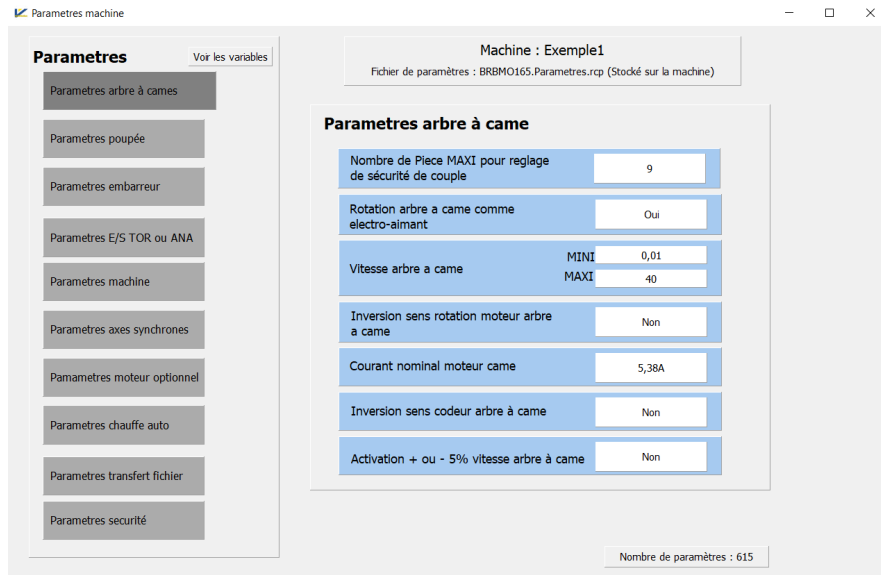 Parametres machine
Parametres
Voir les variables
Parametres arbre à cames
Parametres poupée
Parametres embarreur
Parametres E/S TOR ou ANA
Parametres machine
Parametres axes synchrones
Pamametres moteur optionnel
Parametres chauffe auto
Parametres transfert fichier
Parametres securité
Machine : Exemple1
Fichier de paramètres : BRBMO165.Parametres.rcp (Stocké sur la machine)
Parametres arbre à came
Nombre de Piece MAXI pour reglage
de sécurité de couple
9
Rotation arbre a came comme
electro-aimant
Oui
Vitesse arbre a came
MINI
0,01
MAXI
40
Inversion sens rotation moteur arbre
a came
Non
Courant nominal moteur came
5,38A
Inversion sens codeur arbre à came
Non
Activation + ou - 5% vitesse arbre à came
Non
Nombre de paramètres : 615